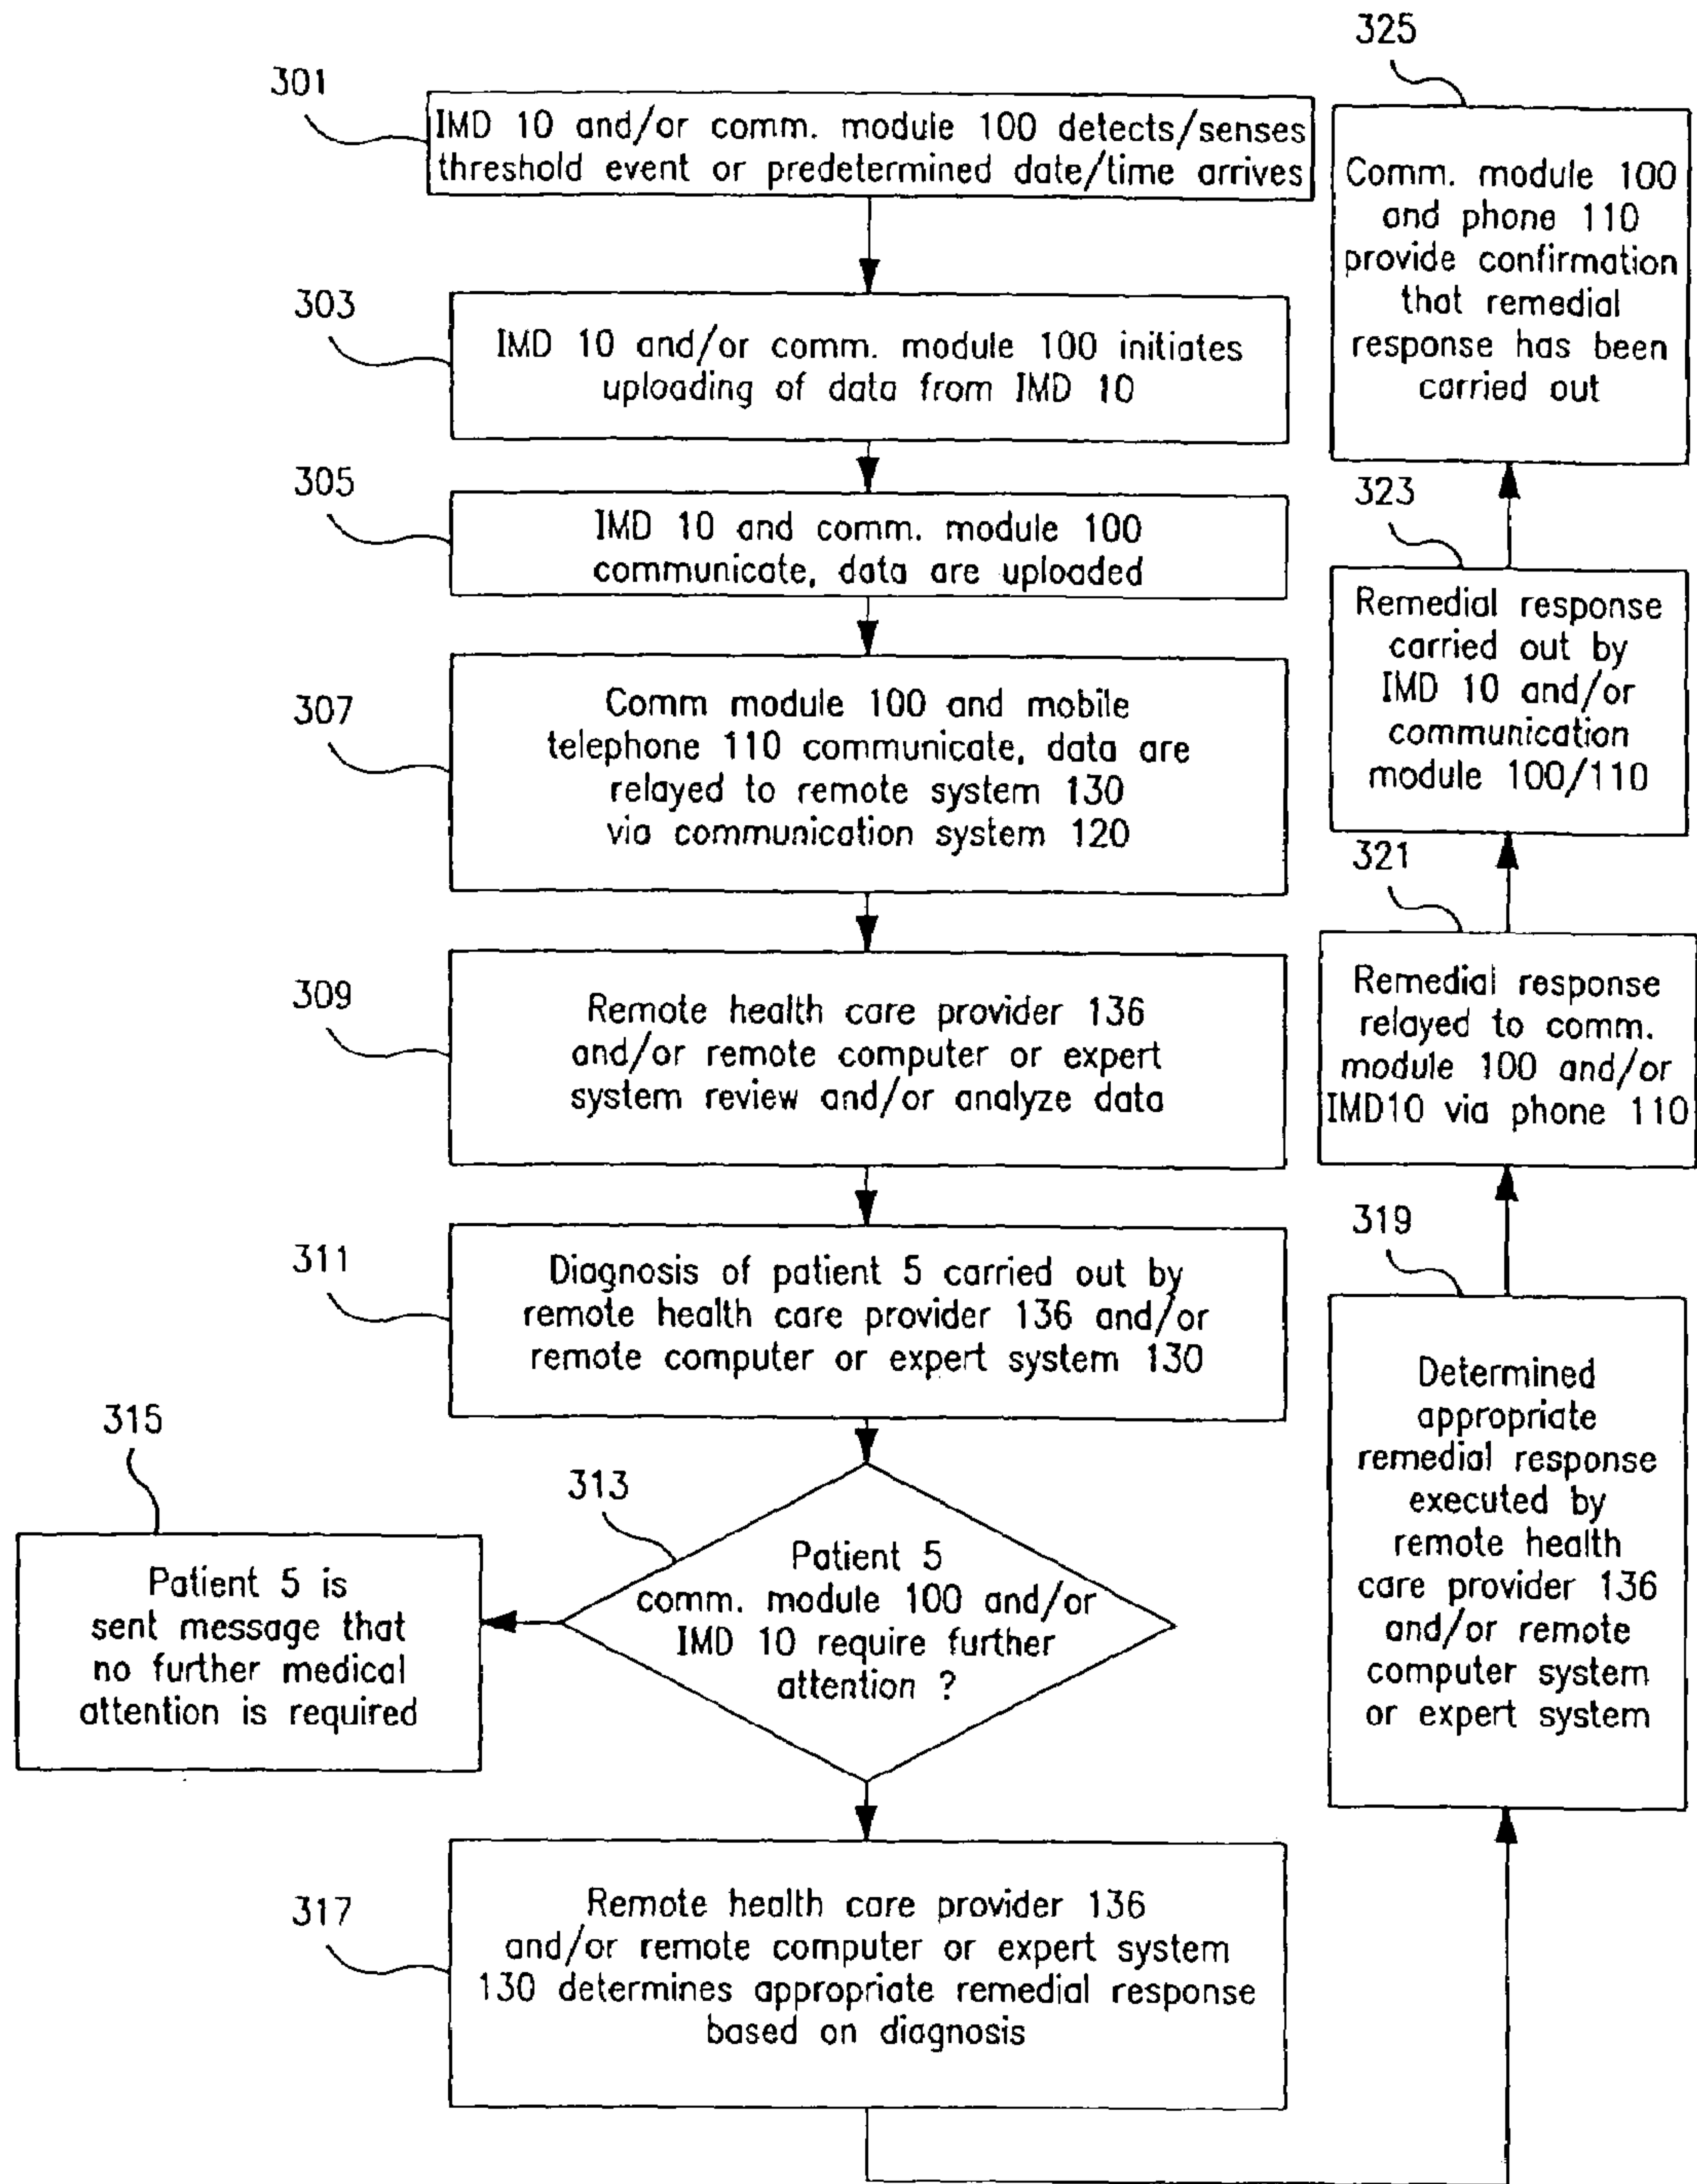 301
IMD 10 and/or comm. module 100 detects/senses
threshold event or predetermined date/time arrives
303
IMD 10 and/or comm. module 100 initiates
uploading of data from IMD 10
305
IMD 10 and comm. module 100
communicate, data are uploaded
307
Comm module 100 and mobile
telephone 110 communicate, data are
relayed to remote system 130
via communication system 120
309
Remote health care provider 136
and/or remote computer or expert
system review and/or analyze data
311
Diagnosis of patient 5 carried out by
remote health care provider 136 and/or
remote computer or expert system 130
313
Patient 5
comm. module 100 and/or
IMD 10 require further
attention ?
315
Patient 5 is
sent message that
no further medical
attention is required
317
Remote health care provider 136
and/or remote computer or expert system
130 determines appropriate remedial response
based on diagnosis
319
Determined
appropriate
remedial response
executed by
remote health
care provider 136
and/or remote
computer system
or expert system
321
Remedial response
relayed to comm.
module 100 and/or
IMD10 via phone 110
323
Remedial response
carried out by
IMD 10 and/or
communication
module 100/110
325
Comm. module 100
and phone 110
provide confirmation
that remedial
response has been
carried out